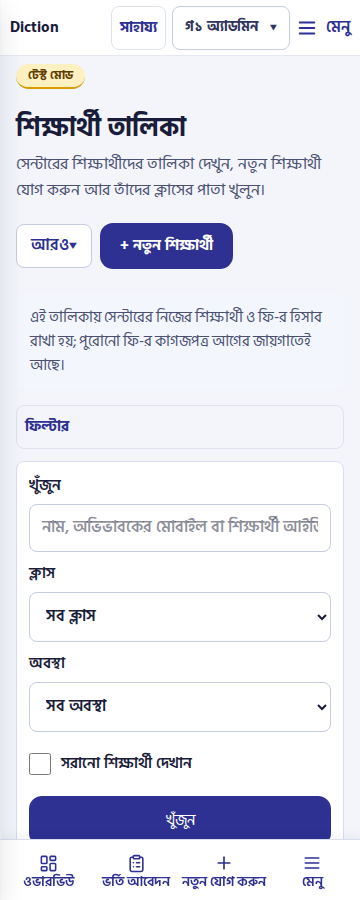 Diction
সাহায্য
গ১ অ্যাডমিন
মেনু
টেস্ট মোড
শিক্ষার্থী তালিকা
সেন্টারের শিক্ষার্থীদের তালিকা দেখুন, নতুন শিক্ষার্থী
যোগ করুন আর তাঁদের ক্লাসের পাতা খুলুন।
আরও▾
+ নতুন শিক্ষার্থী
এই তালিকায় সেন্টারের নিজের শিক্ষার্থী ও ফি-র হিসাব
রাখা হয়; পুরোনো ফি-র কাগজপত্র আগের জায়গাতেই
আছে।
ফিল্টার
খুঁজুন
নাম, অভিভাবকের মোবাইল বা শিক্ষার্থী আইডি
ক্লাস
সব ক্লাস
অবস্থা
সব অবস্থা
সরানো শিক্ষার্থী দেখান
খুঁজুন
ওভারভিউ
ভর্তি আবেদন
নতুন যোগ করুন
মেনু